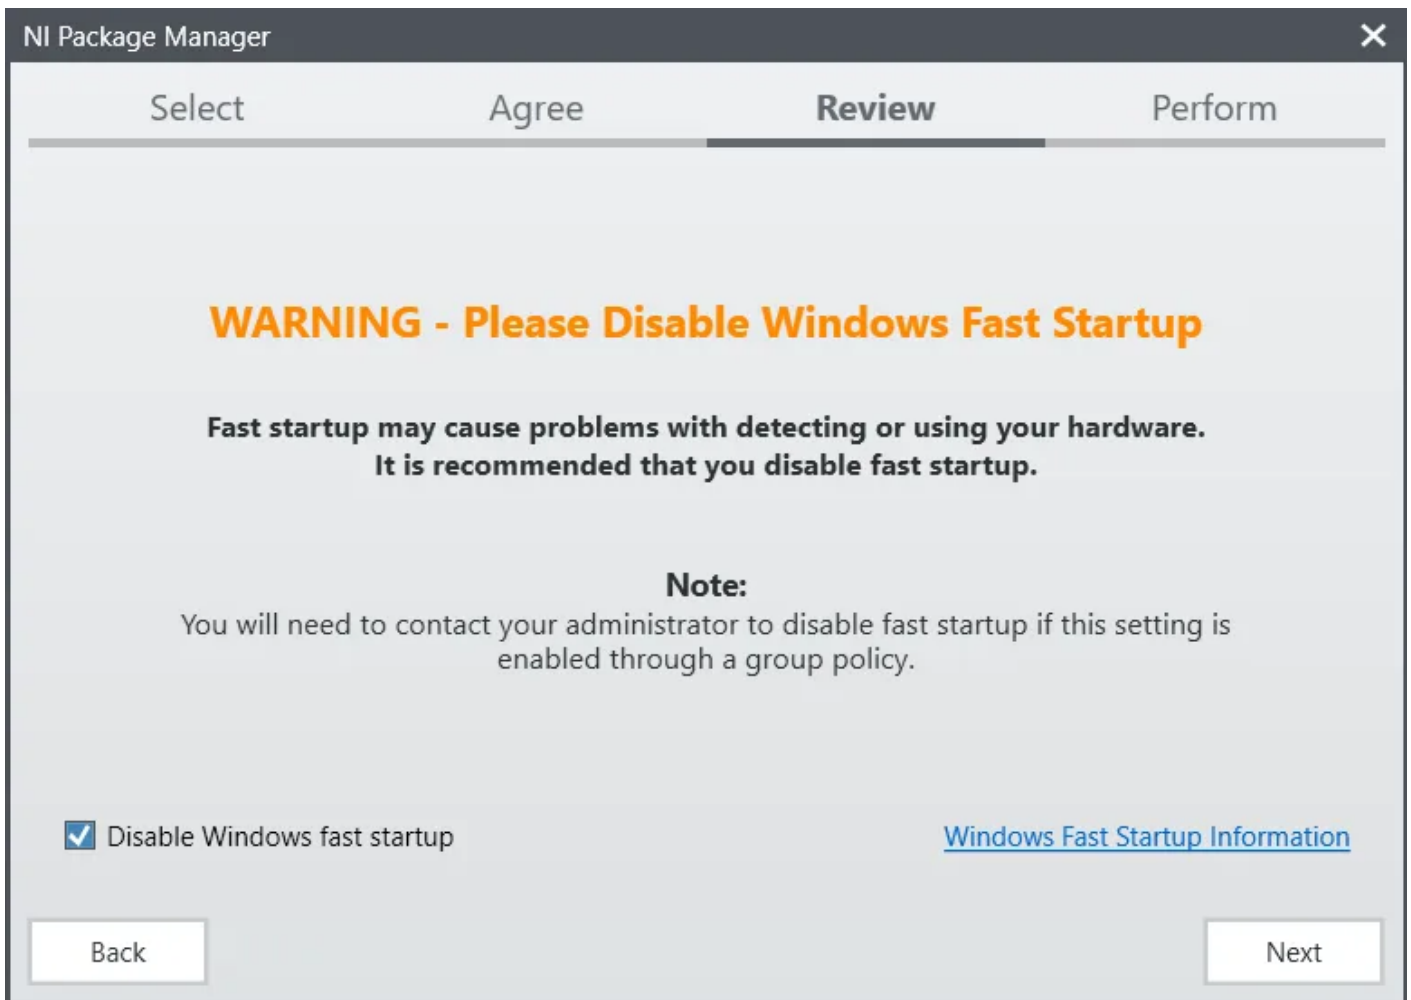 NI Package Manager
Select
Agree
Review
Perform
WARNING - Please Disable Windows Fast Startup
Fast startup may cause problems with detecting or using your hardware.
It is recommended that you disable fast startup.
Note:
You will need to contact your administrator to disable fast startup if this setting is
enabled through a group policy.
Disable Windows fast startup
Windows Fast Startup Information
Back
Next